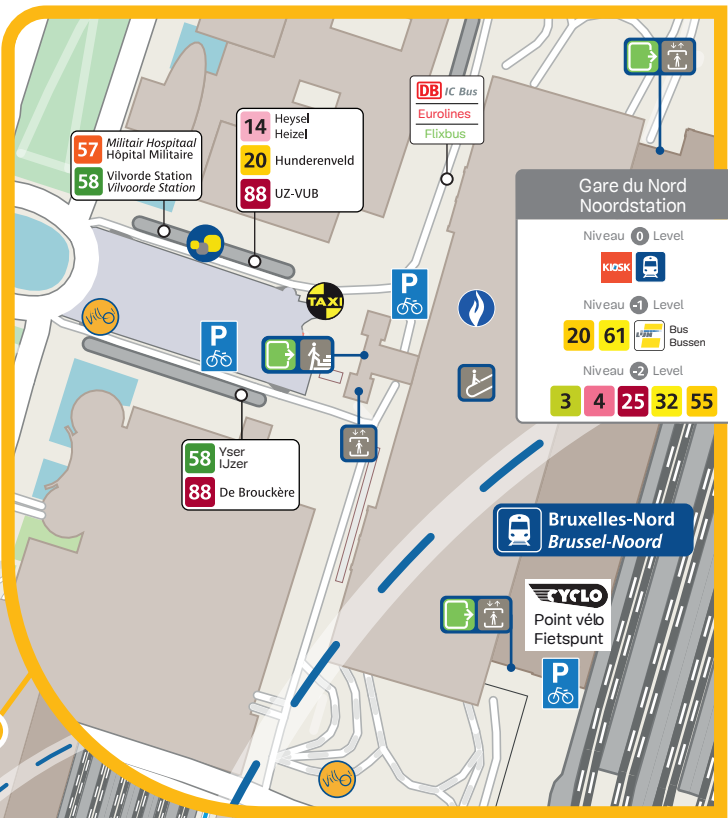 DB IC Bus
Eurolines
Flixbus
14 Heysel
Heizel
20 Hunderenveld
88 UZ-VUB
57 Militair Hospitaal
Hôpital Militaire
58 Vilvorde Station
Vilvoorde Station
Gare du Nord
Noordstation
Niveau 0 Level
KIOSK
Niveau -1 Level
20 61 Bus
Bussen
Niveau -2 Level
3 4 25 32 55
TAXI
P
villo
P
58 Yser
IJzer
88 De Brouckère
Bruxelles-Nord
Brussel-Noord
CYCLO
Point vélo
Fietspunt
P
villo